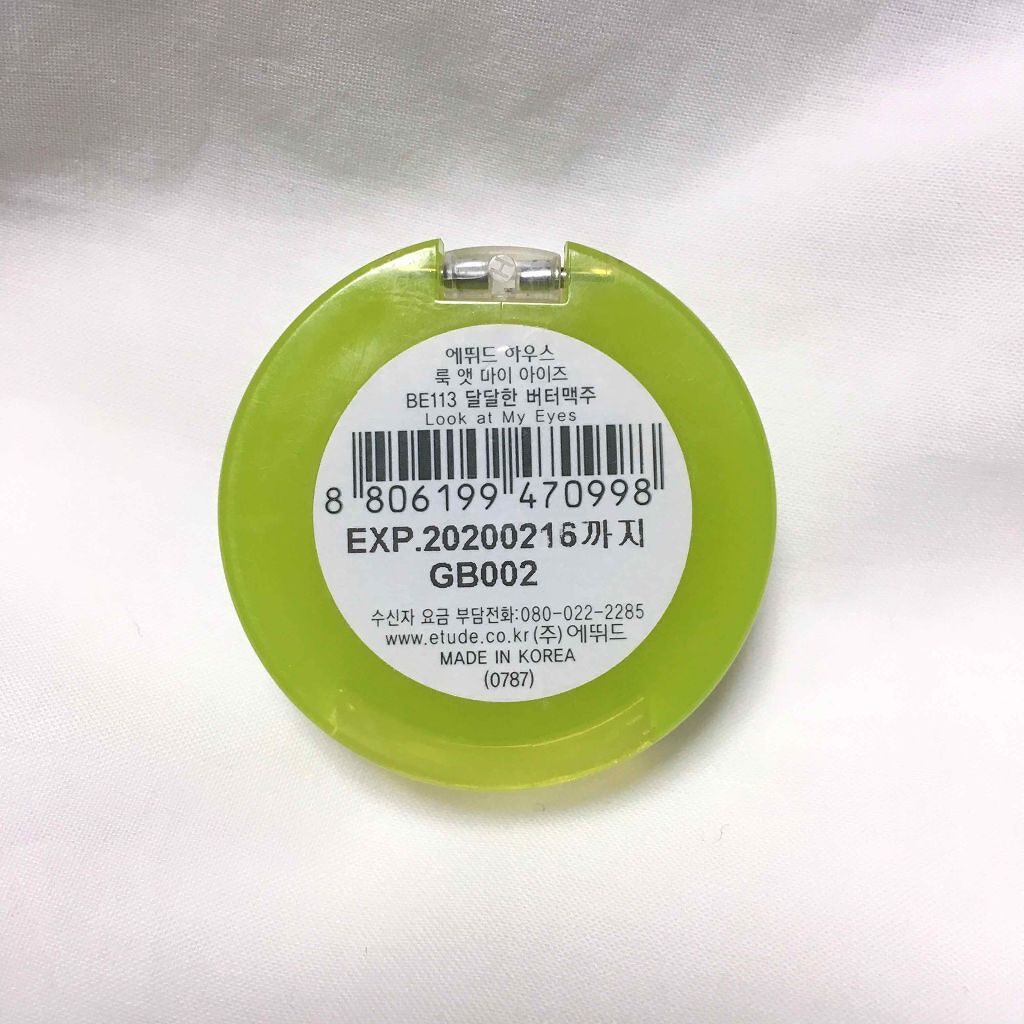 에뛰드 하우스
룩 앳 마이 아이즈
BE113 달달한 버터맥주
Look at My Eyes
8 806199 470998
EXP.20200216까지
GB002
수신자 요금 부담전화:080-022-2285
www.etude.co.kr (주) 에뛰드
MADE IN KOREA
(0787)